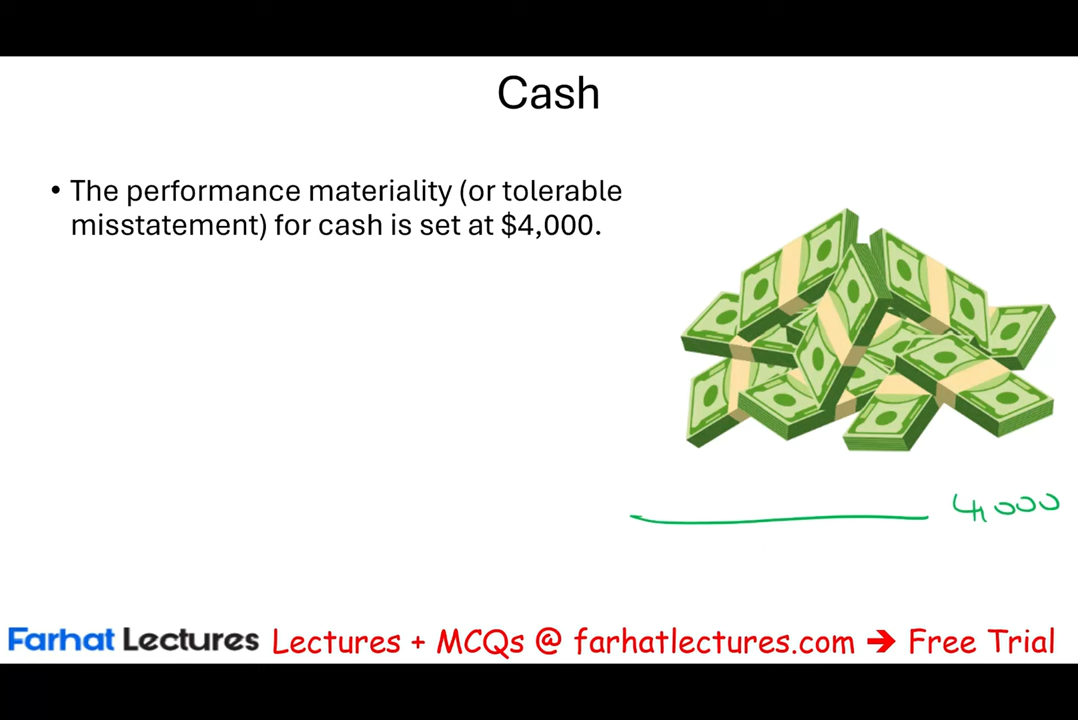 Cash
• The performance materiality (or tolerable
misstatement) for cash is set at $4,000.
4,000
Farhat Lectures Lectures + MCQs @ farhatlectures.com → Free Trial